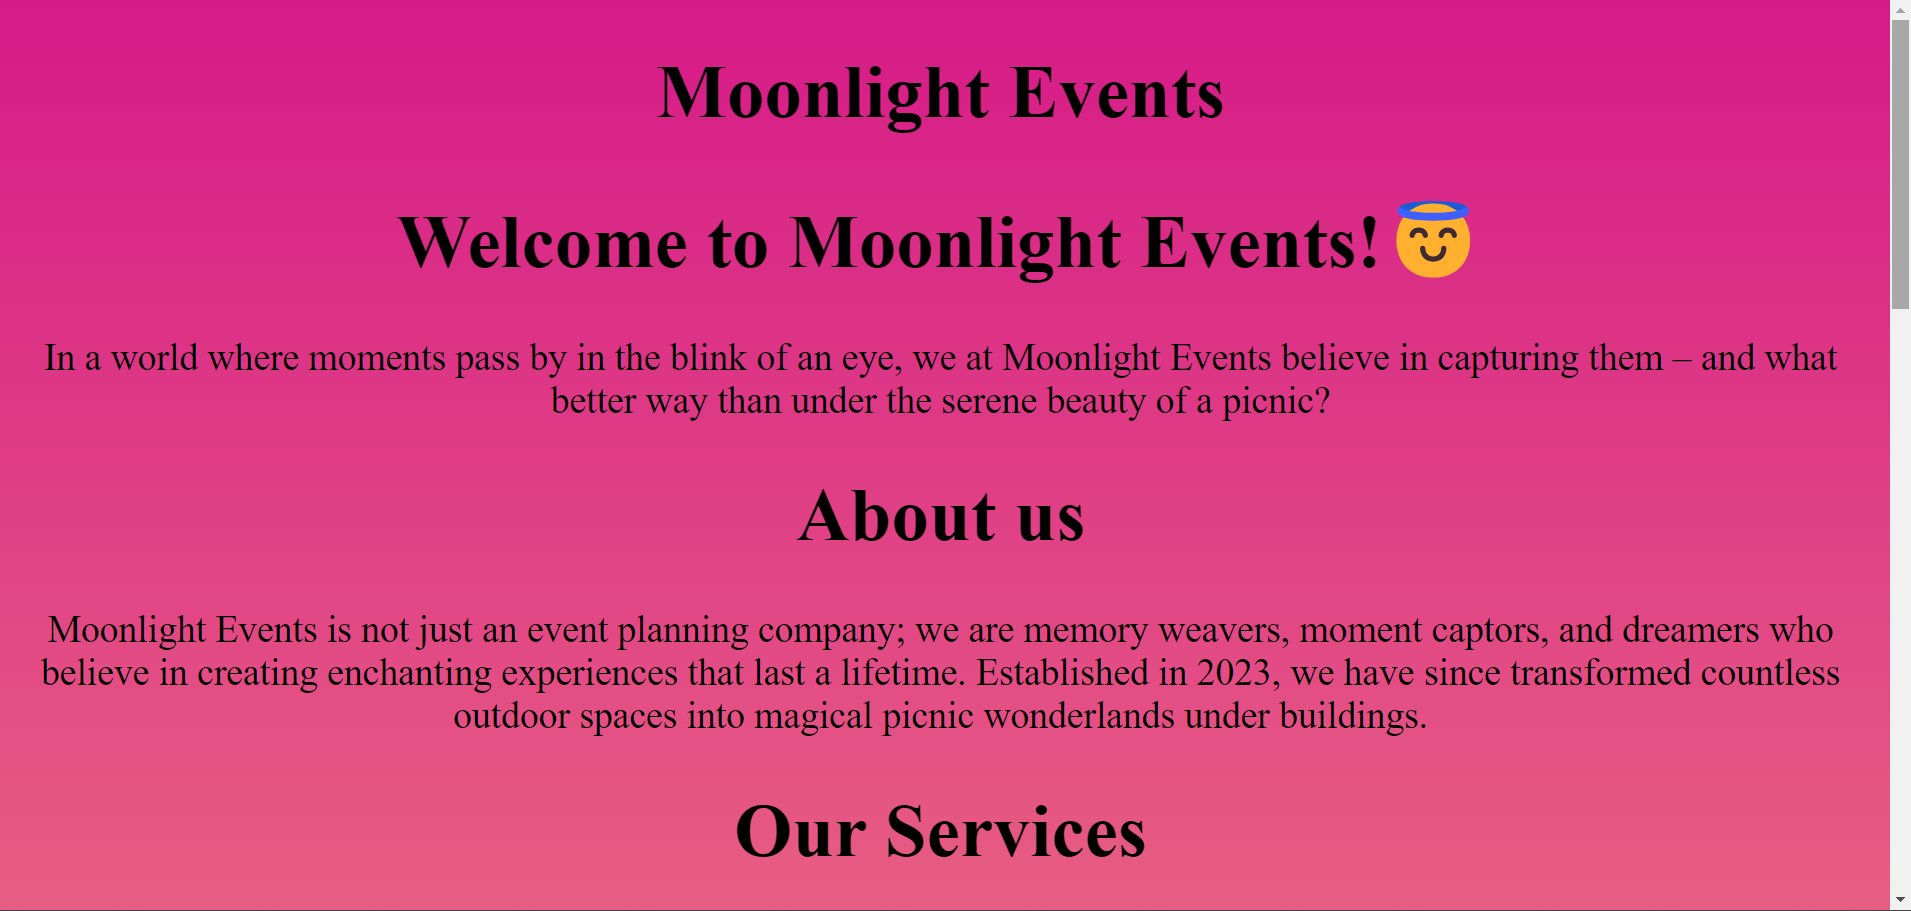 Moonlight Events
Welcome to Moonlight Events! 😇
In a world where moments pass by in the blink of an eye, we at Moonlight Events believe in capturing them – and what
better way than under the serene beauty of a picnic?
About us
Moonlight Events is not just an event planning company; we are memory weavers, moment captors, and dreamers who
believe in creating enchanting experiences that last a lifetime. Established in 2023, we have since transformed countless
outdoor spaces into magical picnic wonderlands under buildings.
Our Services